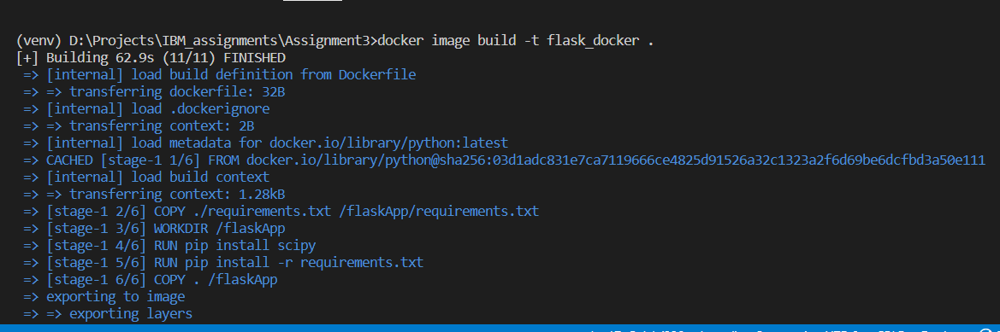 (venv) D:\Projects\IBM_assignments\Assignment3>docker image build -t flask_docker .
[+] Building 62.9s (11/11) FINISHED
=> [internal] load build definition from Dockerfile
=> => transferring dockerfile: 32B
=> [internal] load .dockerignore
=> => transferring context: 2B
=> [internal] load metadata for docker.io/library/python:latest
=> CACHED [stage-1 1/6] FROM docker.io/library/python@sha256:03d1adc831e7ca7119666ce4825d91526a32c1323a2f6d69be6dcfbd3a50e111
=> [internal] load build context
=> => transferring context: 1.28kB
=> [stage-1 2/6] COPY ./requirements.txt /flaskApp/requirements.txt
=> [stage-1 3/6] WORKDIR /flaskApp
=> [stage-1 4/6] RUN pip install scipy
=> [stage-1 5/6] RUN pip install -r requirements.txt
=> [stage-1 6/6] COPY . /flaskApp
=> exporting to image
=> => exporting layers